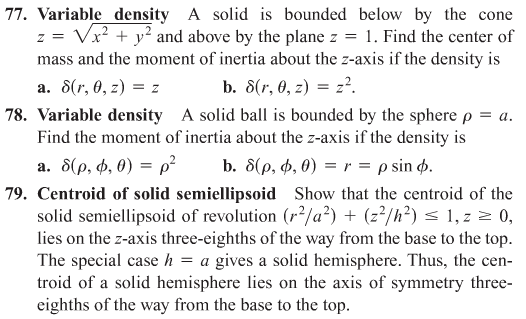 77. Variable density A solid is bounded below by the cone
z = √x² + y² and above by the plane z = 1. Find the center of
mass and the moment of inertia about the z-axis if the density is
a. δ(r, θ, z) = z b. δ(r, θ, z) = z².
78. Variable density A solid ball is bounded by the sphere ρ = a.
Find the moment of inertia about the z-axis if the density is
a. δ(ρ, ϕ, θ) = ρ² b. δ(ρ, ϕ, θ) = r = ρ sin ϕ.
79. Centroid of solid semiellipsoid Show that the centroid of the
solid semiellipsoid of revolution (r²/a²) + (z²/h²) ≤ 1, z ≥ 0,
lies on the z-axis three-eighths of the way from the base to the top.
The special case h = a gives a solid hemisphere. Thus, the cen-
troid of a solid hemisphere lies on the axis of symmetry three-
eighths of the way from the base to the top.